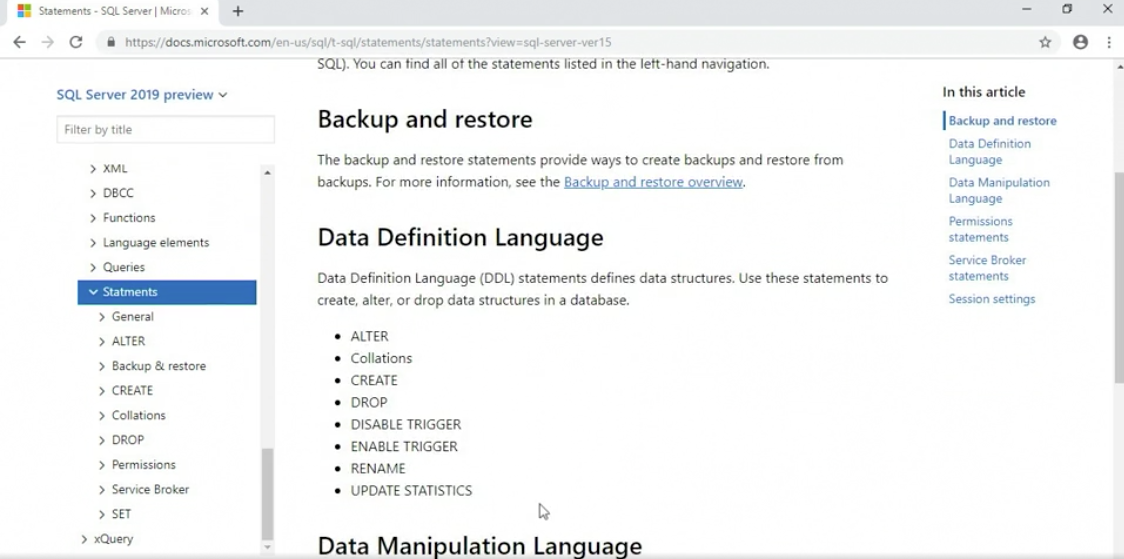 Statements - SQL Server | Micros
https://docs.microsoft.com/en-us/sql/t-sql/statements/statements?view=sql-server-ver15
SQL Server 2019 preview
Filter by title
XML
DBCC
Functions
Language elements
Queries
Statments
General
ALTER
Backup & restore
CREATE
Collations
DROP
Permissions
Service Broker
SET
xQuery
SQL). You can find all of the statements listed in the left-hand navigation.
Backup and restore
The backup and restore statements provide ways to create backups and restore from
backups. For more information, see the Backup and restore overview.
Data Definition Language
Data Definition Language (DDL) statements defines data structures. Use these statements to
create, alter, or drop data structures in a database.
ALTER
Collations
CREATE
DROP
DISABLE TRIGGER
ENABLE TRIGGER
RENAME
UPDATE STATISTICS
Data Manipulation Language
In this article
Backup and restore
Data Definition
Language
Data Manipulation
Language
Permissions
statements
Service Broker
statements
Session settings